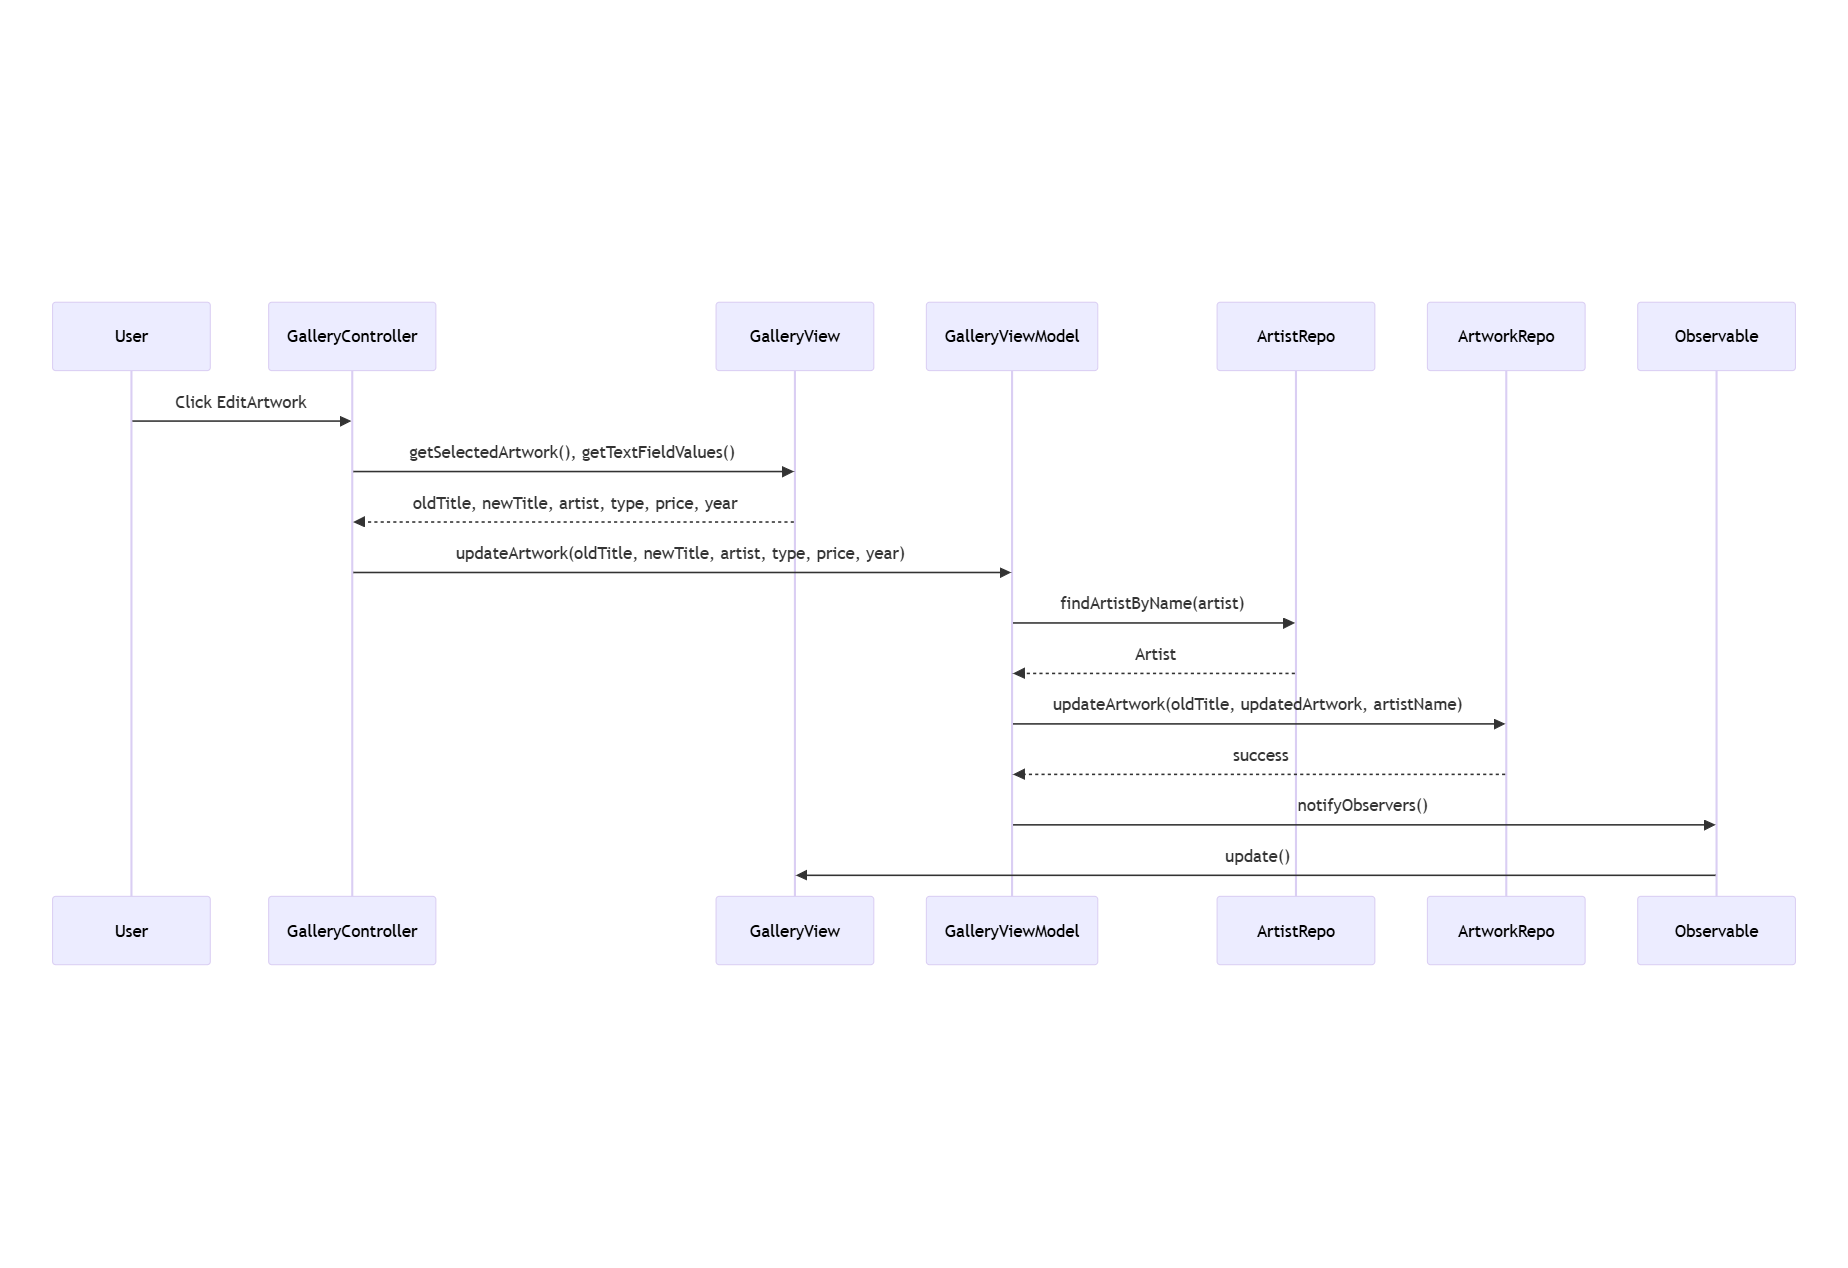 User
GalleryController
GalleryView
GalleryViewModel
ArtistRepo
ArtworkRepo
Observable
Click EditArtwork
getSelectedArtwork(), getTextFieldValues()
oldTitle, newTitle, artist, type, price, year
updateArtwork(oldTitle, newTitle, artist, type, price, year)
findArtistByName(artist)
Artist
updateArtwork(oldTitle, updatedArtwork, artistName)
success
notifyObservers()
update()
User
GalleryController
GalleryView
GalleryViewModel
ArtistRepo
ArtworkRepo
Observable